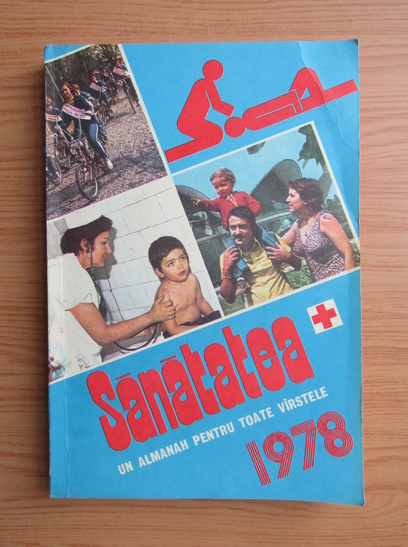 Sănătatea
UN ALMANAH PENTRU TOATE VÎRSTELE
1978